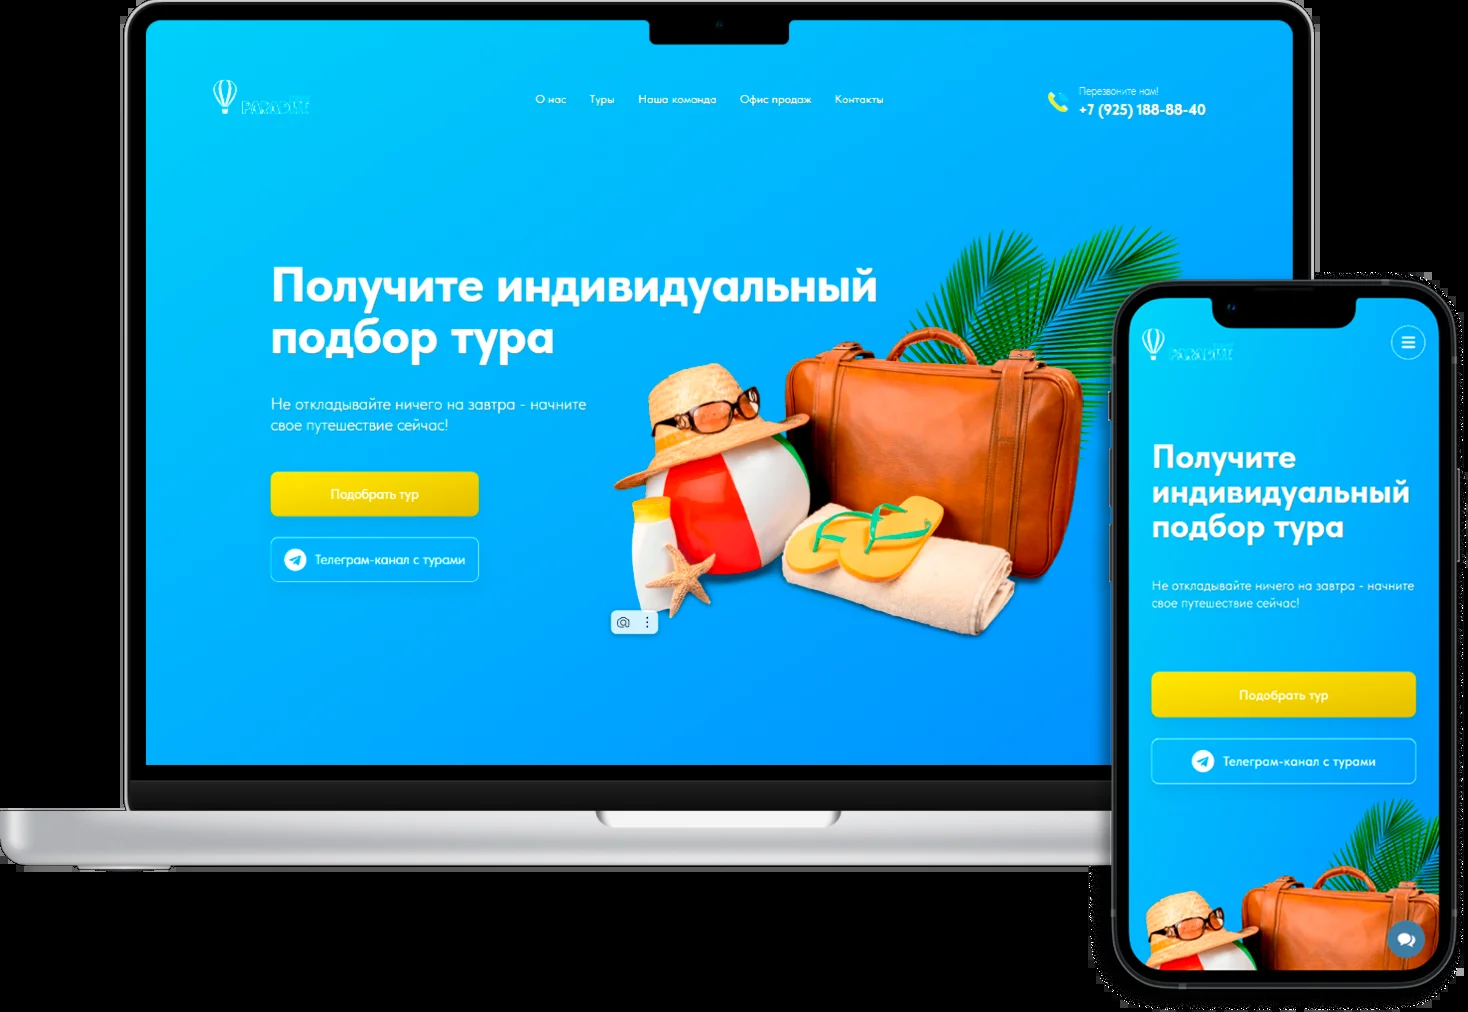 PARADISE
О нас Туры Наша команда Офис продаж Контакты
Перезвоните нам!
+7 (925) 188-88-40
Получите индивидуальный
подбор тура
Не откладывайте ничего на завтра - начните
свое путешествие сейчас!
Подобрать тур
Телеграм-канал с турами
PARADISE
Получите
индивидуальный
подбор тура
Не откладывайте ничего на завтра - начните
свое путешествие сейчас!
Подобрать тур
Телеграм-канал с турами